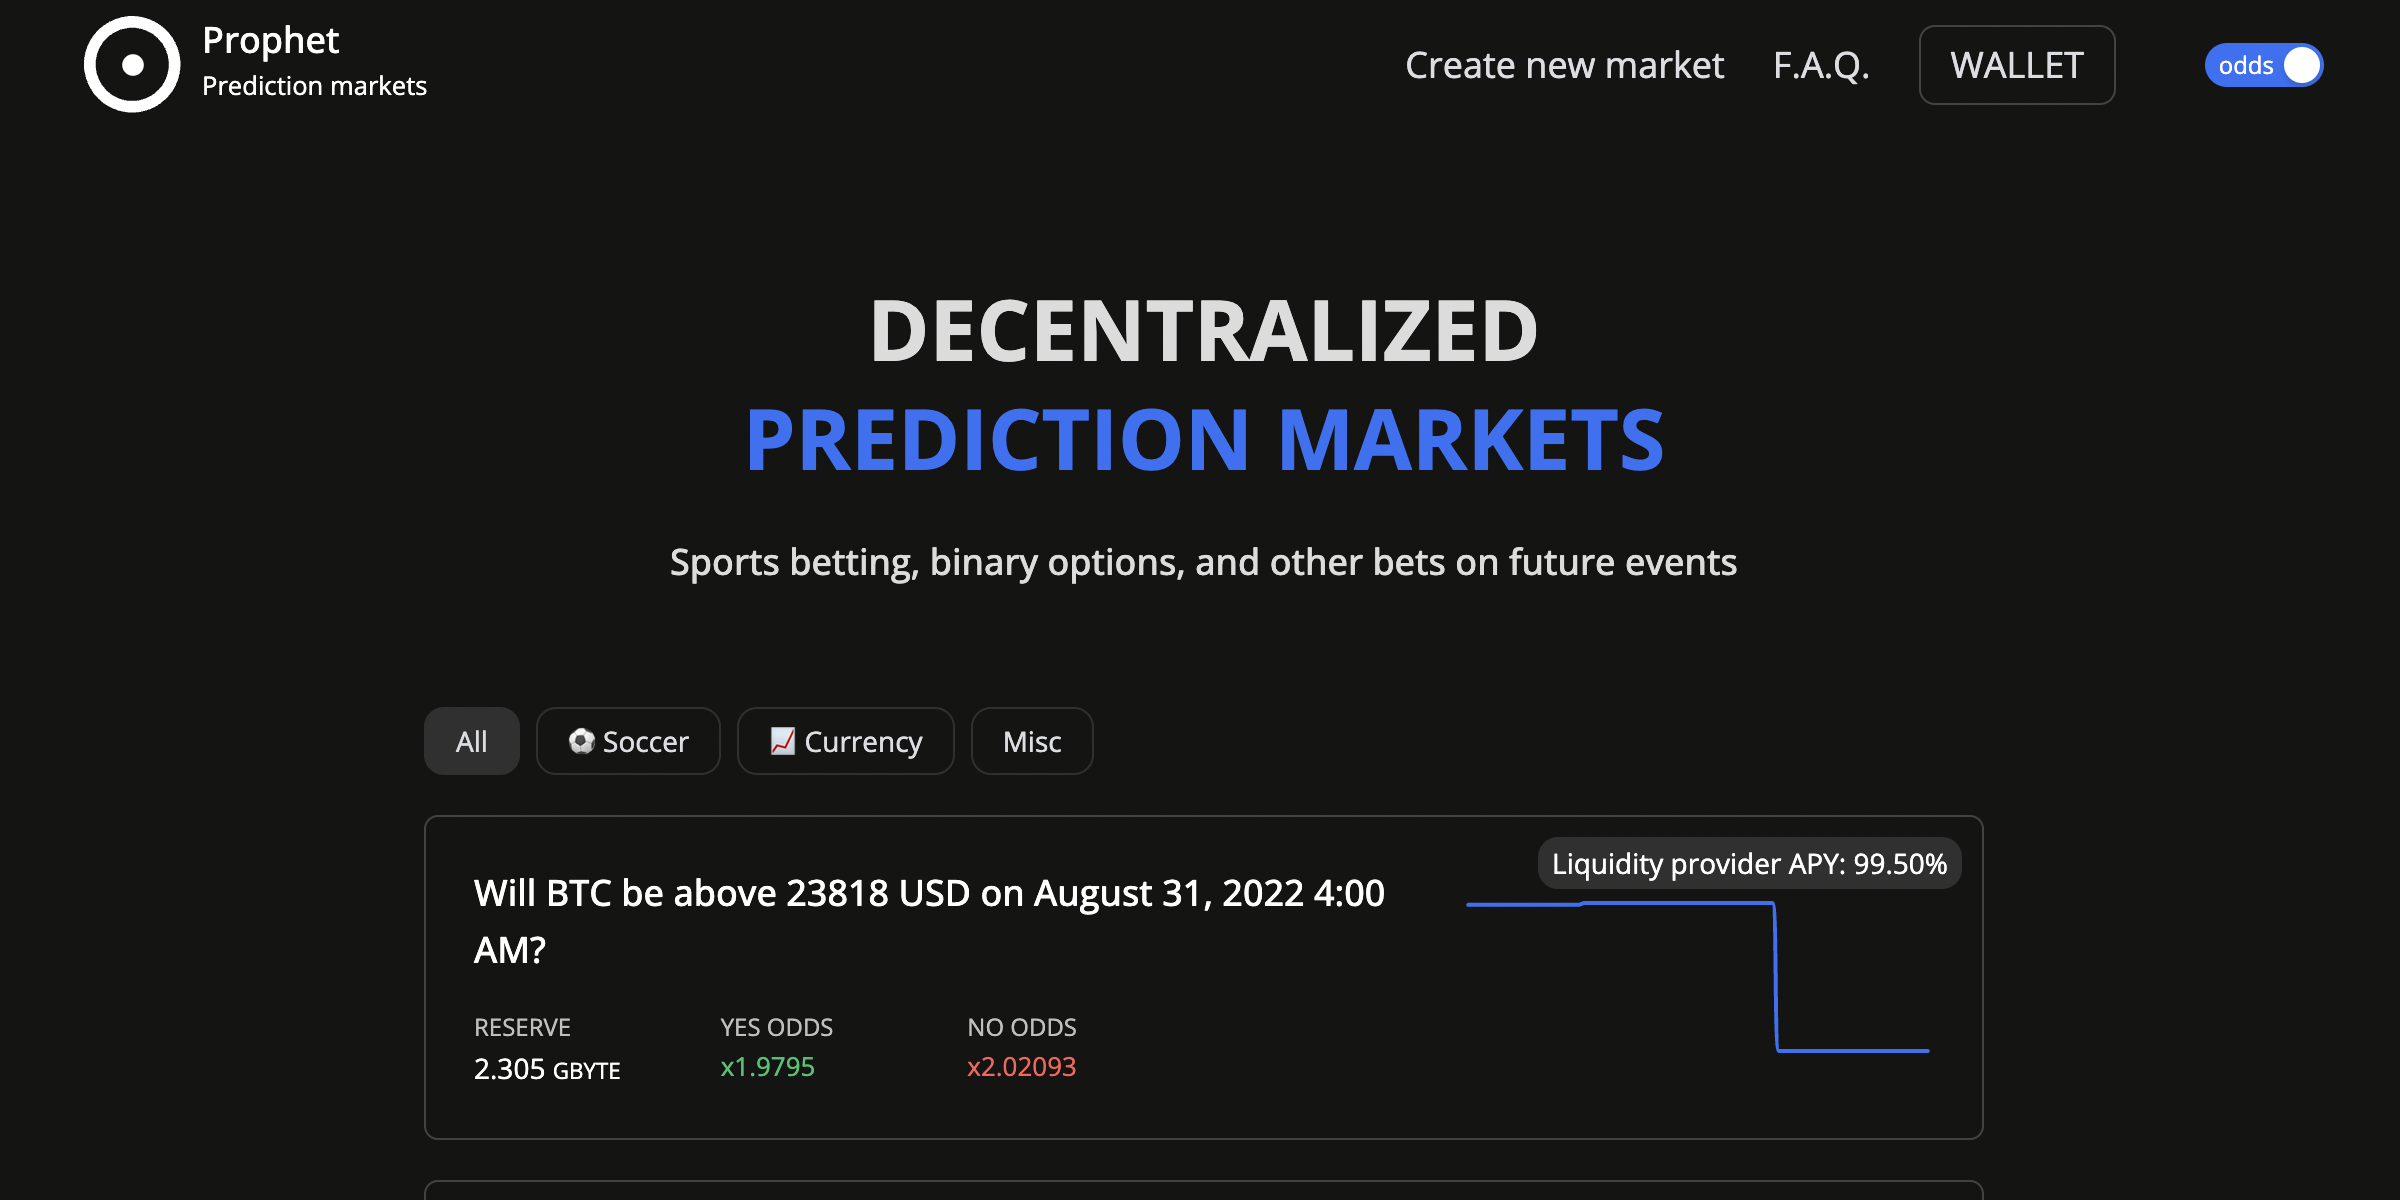 Prophet
Prediction markets
Create new market
F.A.Q.
WALLET
odds
DECENTRALIZED
PREDICTION MARKETS
Sports betting, binary options, and other bets on future events
All
Soccer
Currency
Misc
Liquidity provider APY: 99.50%
Will BTC be above 23818 USD on August 31, 2022 4:00
AM?
RESERVE
2.305 GBYTE
YES ODDS
x1.9795
NO ODDS
x2.02093